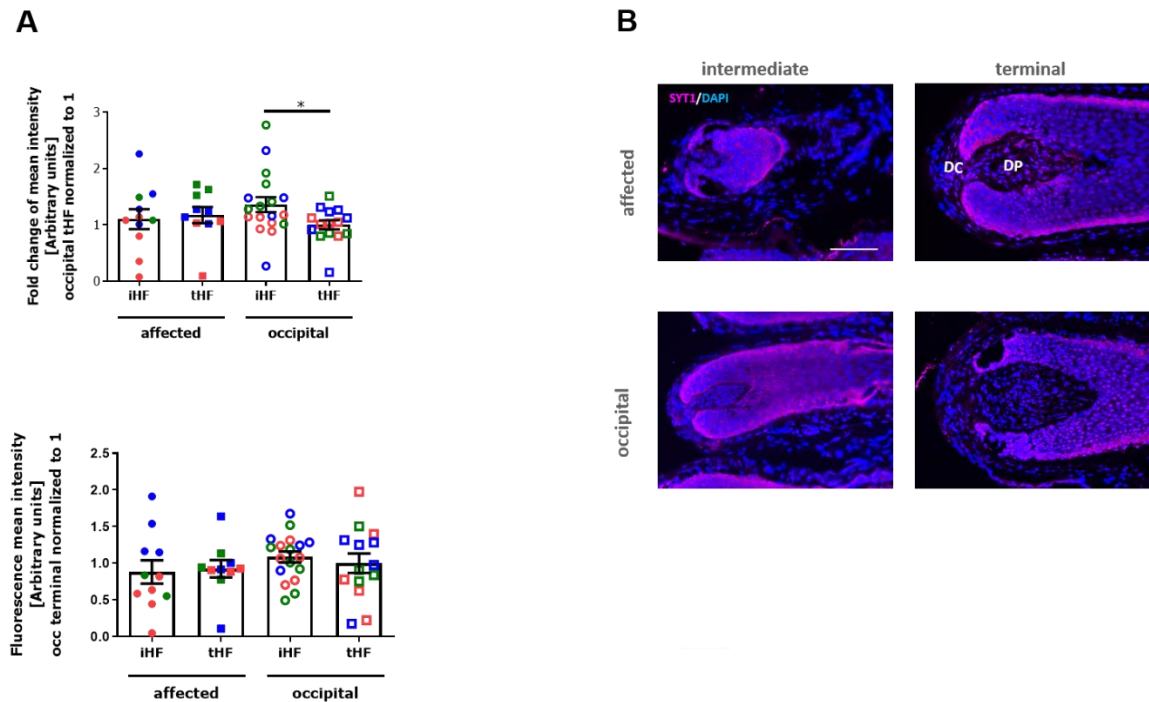 A
Fold change of mean intensity
[Arbitrary units]
occipital tHF normalized to 1
3
2
1
0
*
iHF tHF iHF tHF
affected occipital
Fluorescence mean intensity
[Arbitrary units]
occ terminal normalized to 1
2.5
2.0
1.5
1.0
0.5
0.0
iHF tHF iHF tHF
affected occipital
B
intermediate terminal
affected
SYT1/DAPI
DC DP
occipital